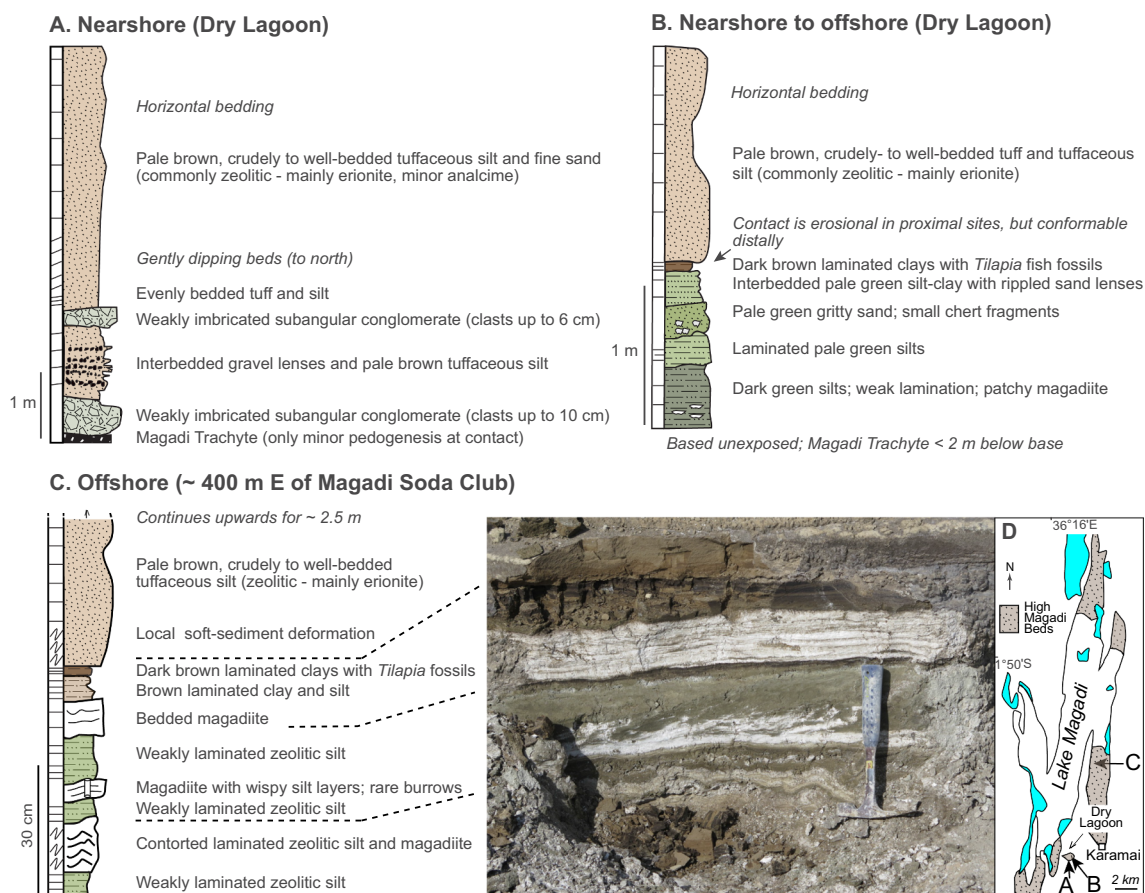 A. Nearshore (Dry Lagoon)
Horizontal bedding
Pale brown, crudely to well-bedded tuffaceous silt and fine sand
(commonly zeolitic - mainly erionite, minor analcime)
Gently dipping beds (to north)
Evenly bedded tuff and silt
Weakly imbricated subangular conglomerate (clasts up to 6 cm)
Interbedded gravel lenses and pale brown tuffaceous silt
1 m
Weakly imbricated subangular conglomerate (clasts up to 10 cm)
Magadi Trachyte (only minor pedogenesis at contact)
B. Nearshore to offshore (Dry Lagoon)
Horizontal bedding
Pale brown, crudely- to well-bedded tuff and tuffaceous
silt (commonly zeolitic - mainly erionite)
Contact is erosional in proximal sites, but conformable
distally
Dark brown laminated clays with Tilapia fish fossils
Interbedded pale green silt-clay with rippled sand lenses
Pale green gritty sand; small chert fragments
1 m
Laminated pale green silts
Dark green silts; weak lamination; patchy magadiite
Based unexposed; Magadi Trachyte < 2 m below base
C. Offshore (~ 400 m E of Magadi Soda Club)
Continues upwards for ~ 2.5 m
Pale brown, crudely to well-bedded
tuffaceous silt (zeolitic - mainly erionite)
Local soft-sediment deformation
Dark brown laminated clays with Tilapia fossils
Brown laminated clay and silt
Bedded magadiite
Weakly laminated zeolitic silt
Magadiite with wispy silt layers; rare burrows
Weakly laminated zeolitic silt
30 cm
Contorted laminated zeolitic silt and magadiite
Weakly laminated zeolitic silt
D
36°16'E
N
High
Magadi
Beds
1°50'S
Lake Magadi
C
Dry
Lagoon
Karamai
A B
2 km